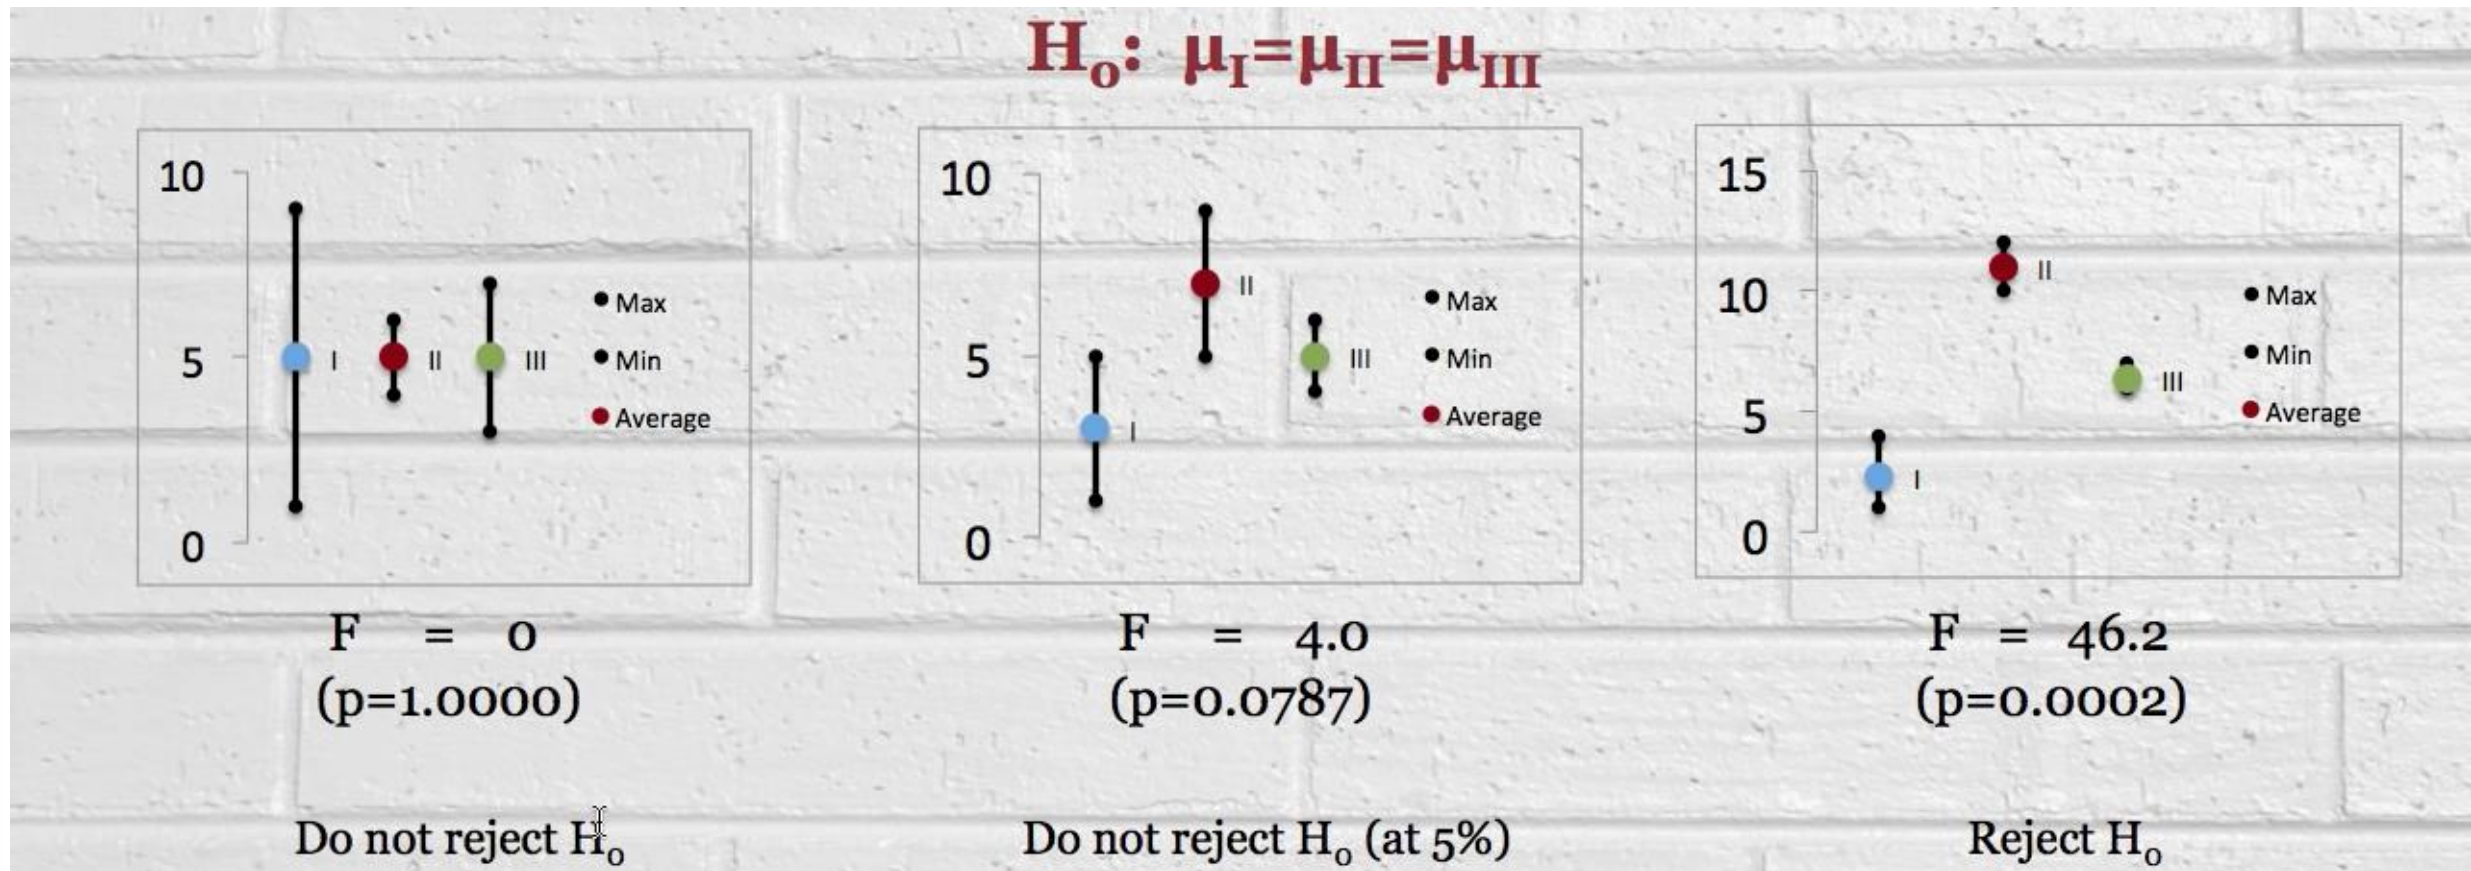 Ho: μI=μII=μIII
10
5
0
I
II
III
Max
Min
Average
F = 0
(p=1.0000)
Do not reject Ho
10
5
0
I
II
III
Max
Min
Average
F = 4.0
(p=0.0787)
Do not reject Ho (at 5%)
15
10
5
0
I
II
III
Max
Min
Average
F = 46.2
(p=0.0002)
Reject Ho